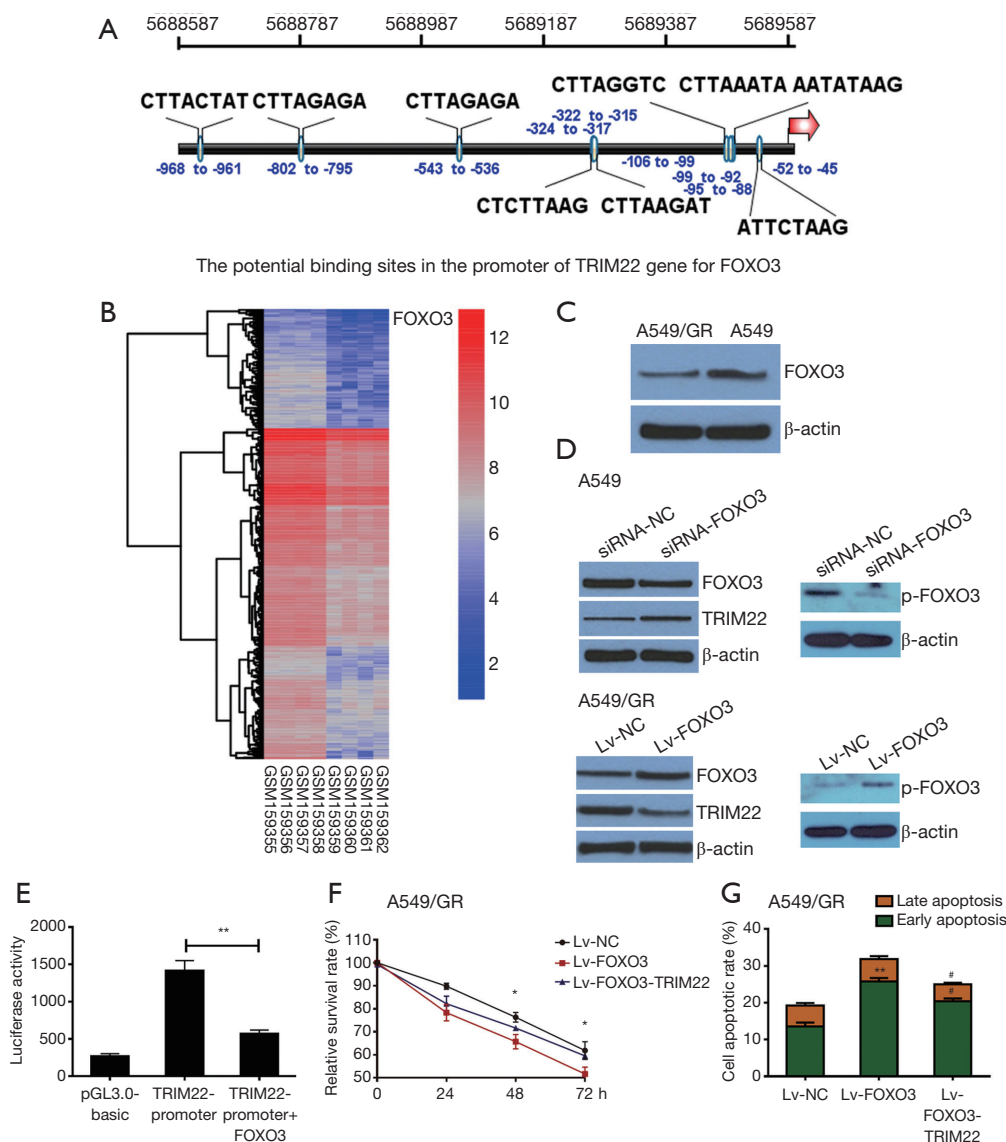 A
5688587 5688787 5688987 5689187 5689387 5689587
CTTACTAT CTTAGAGA CTTAGAGA CTTAGGTC CTTAAATA AATATAAG
-322 to -315
-324 to -317
-968 to -961 -802 to -795 -543 to -536 -106 to -99 -52 to -45
-99 to -92
-95 to -88
CTCTTAAG CTTAAGAT
ATTCTAAG
The potential binding sites in the promoter of TRIM22 gene for FOXO3
B
FOXO3
12
10
8
6
4
2
GSM159355
GSM159356
GSM159357
GSM159358
GSM159359
GSM159360
GSM159361
GSM159362
C
A549/GR A549
FOXO3
β-actin
D
A549
siRNA-NC siRNA-FOXO3
FOXO3
TRIM22
β-actin
siRNA-NC siRNA-FOXO3
p-FOXO3
β-actin
A549/GR
Lv-NC Lv-FOXO3
FOXO3
TRIM22
β-actin
Lv-NC Lv-FOXO3
p-FOXO3
β-actin
E
Luciferase activity
2000
1500
1000
500
0
**
pGL3.0-basic
TRIM22-promoter
TRIM22-promoter+FOXO3
F
A549/GR
Relative survival rate (%)
110
100
90
80
70
60
50
0 24 48 72 h
Lv-NC
Lv-FOXO3
Lv-FOXO3-TRIM22
*
*
G
A549/GR
Late apoptosis
Early apoptosis
Cell apoptotic rate (%)
40
30
20
10
0
**
#
#
Lv-NC
Lv-FOXO3
Lv-FOXO3-TRIM22